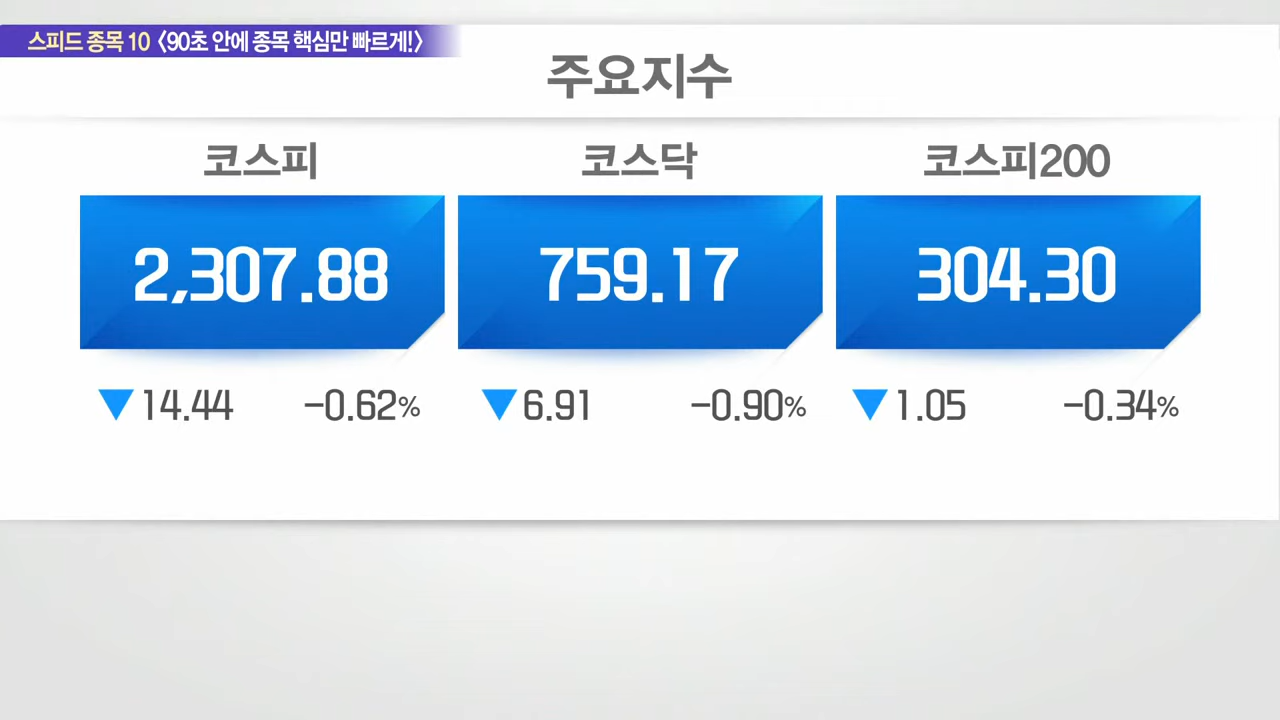 스피드 종목 10 〈90초 안에 종목 핵심만 빠르게!〉
주요지수
코스피 코스닥 코스피200
2,307.88 759.17 304.30
▼14.44 -0.62% ▼6.91 -0.90% ▼1.05 -0.34%